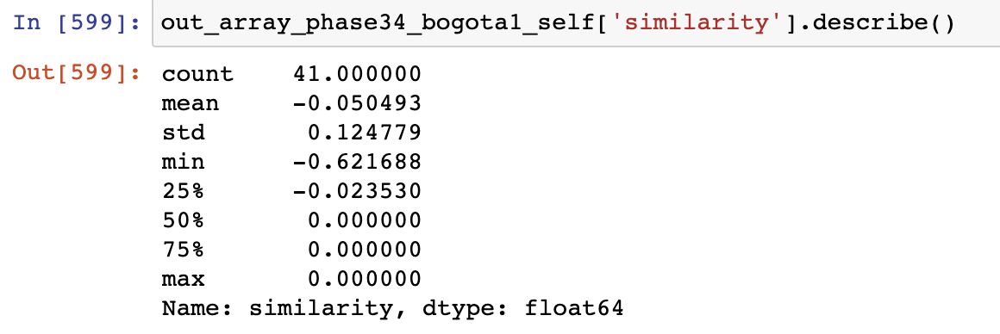 In [599]: out_array_phase34_bogota1_self['similarity'].describe()
Out[599]: count    41.000000
mean     -0.050493
std       0.124779
min      -0.621688
25%      -0.023530
50%       0.000000
75%       0.000000
max       0.000000
Name: similarity, dtype: float64